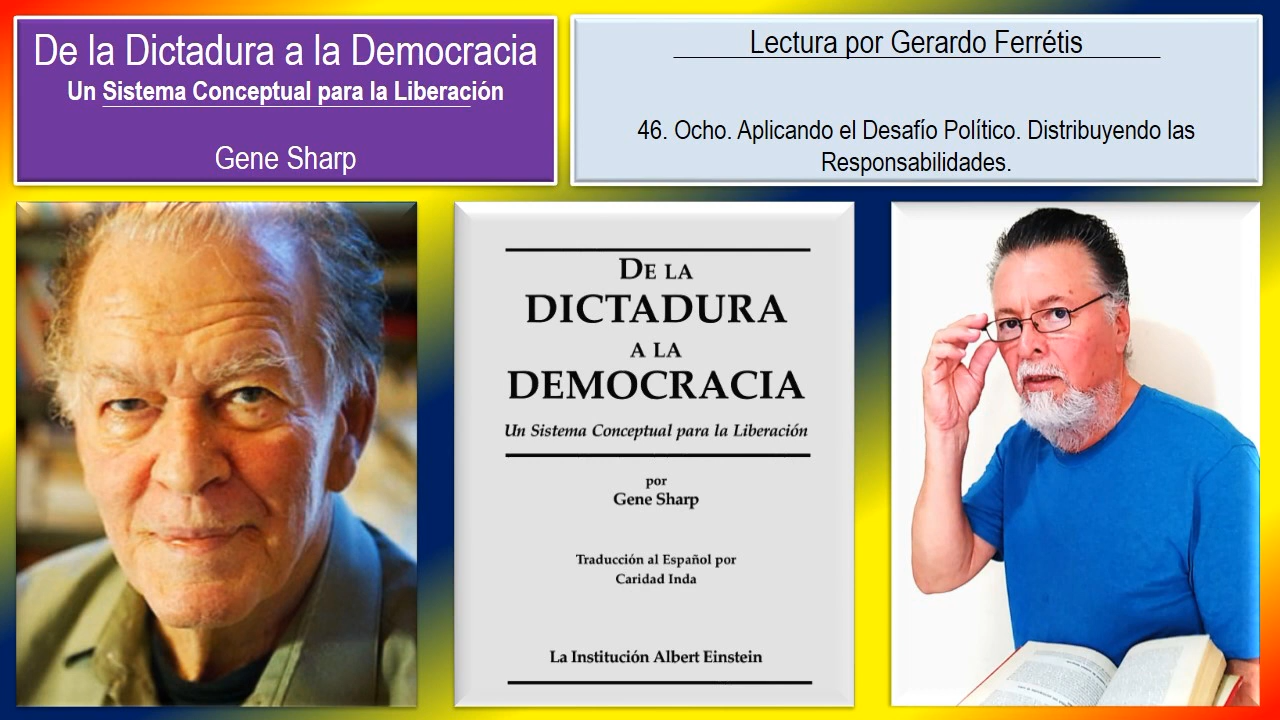 De la Dictadura a la Democracia
Un Sistema Conceptual para la Liberación
Gene Sharp
Lectura por Gerardo Ferrétis
46. Ocho. Aplicando el Desafío Político. Distribuyendo las
Responsabilidades.
DE LA
DICTADURA
A LA
DEMOCRACIA
Un Sistema Conceptual para la Liberación
por
Gene Sharp
Traducción al Español por
Caridad Inda
La Institución Albert Einstein